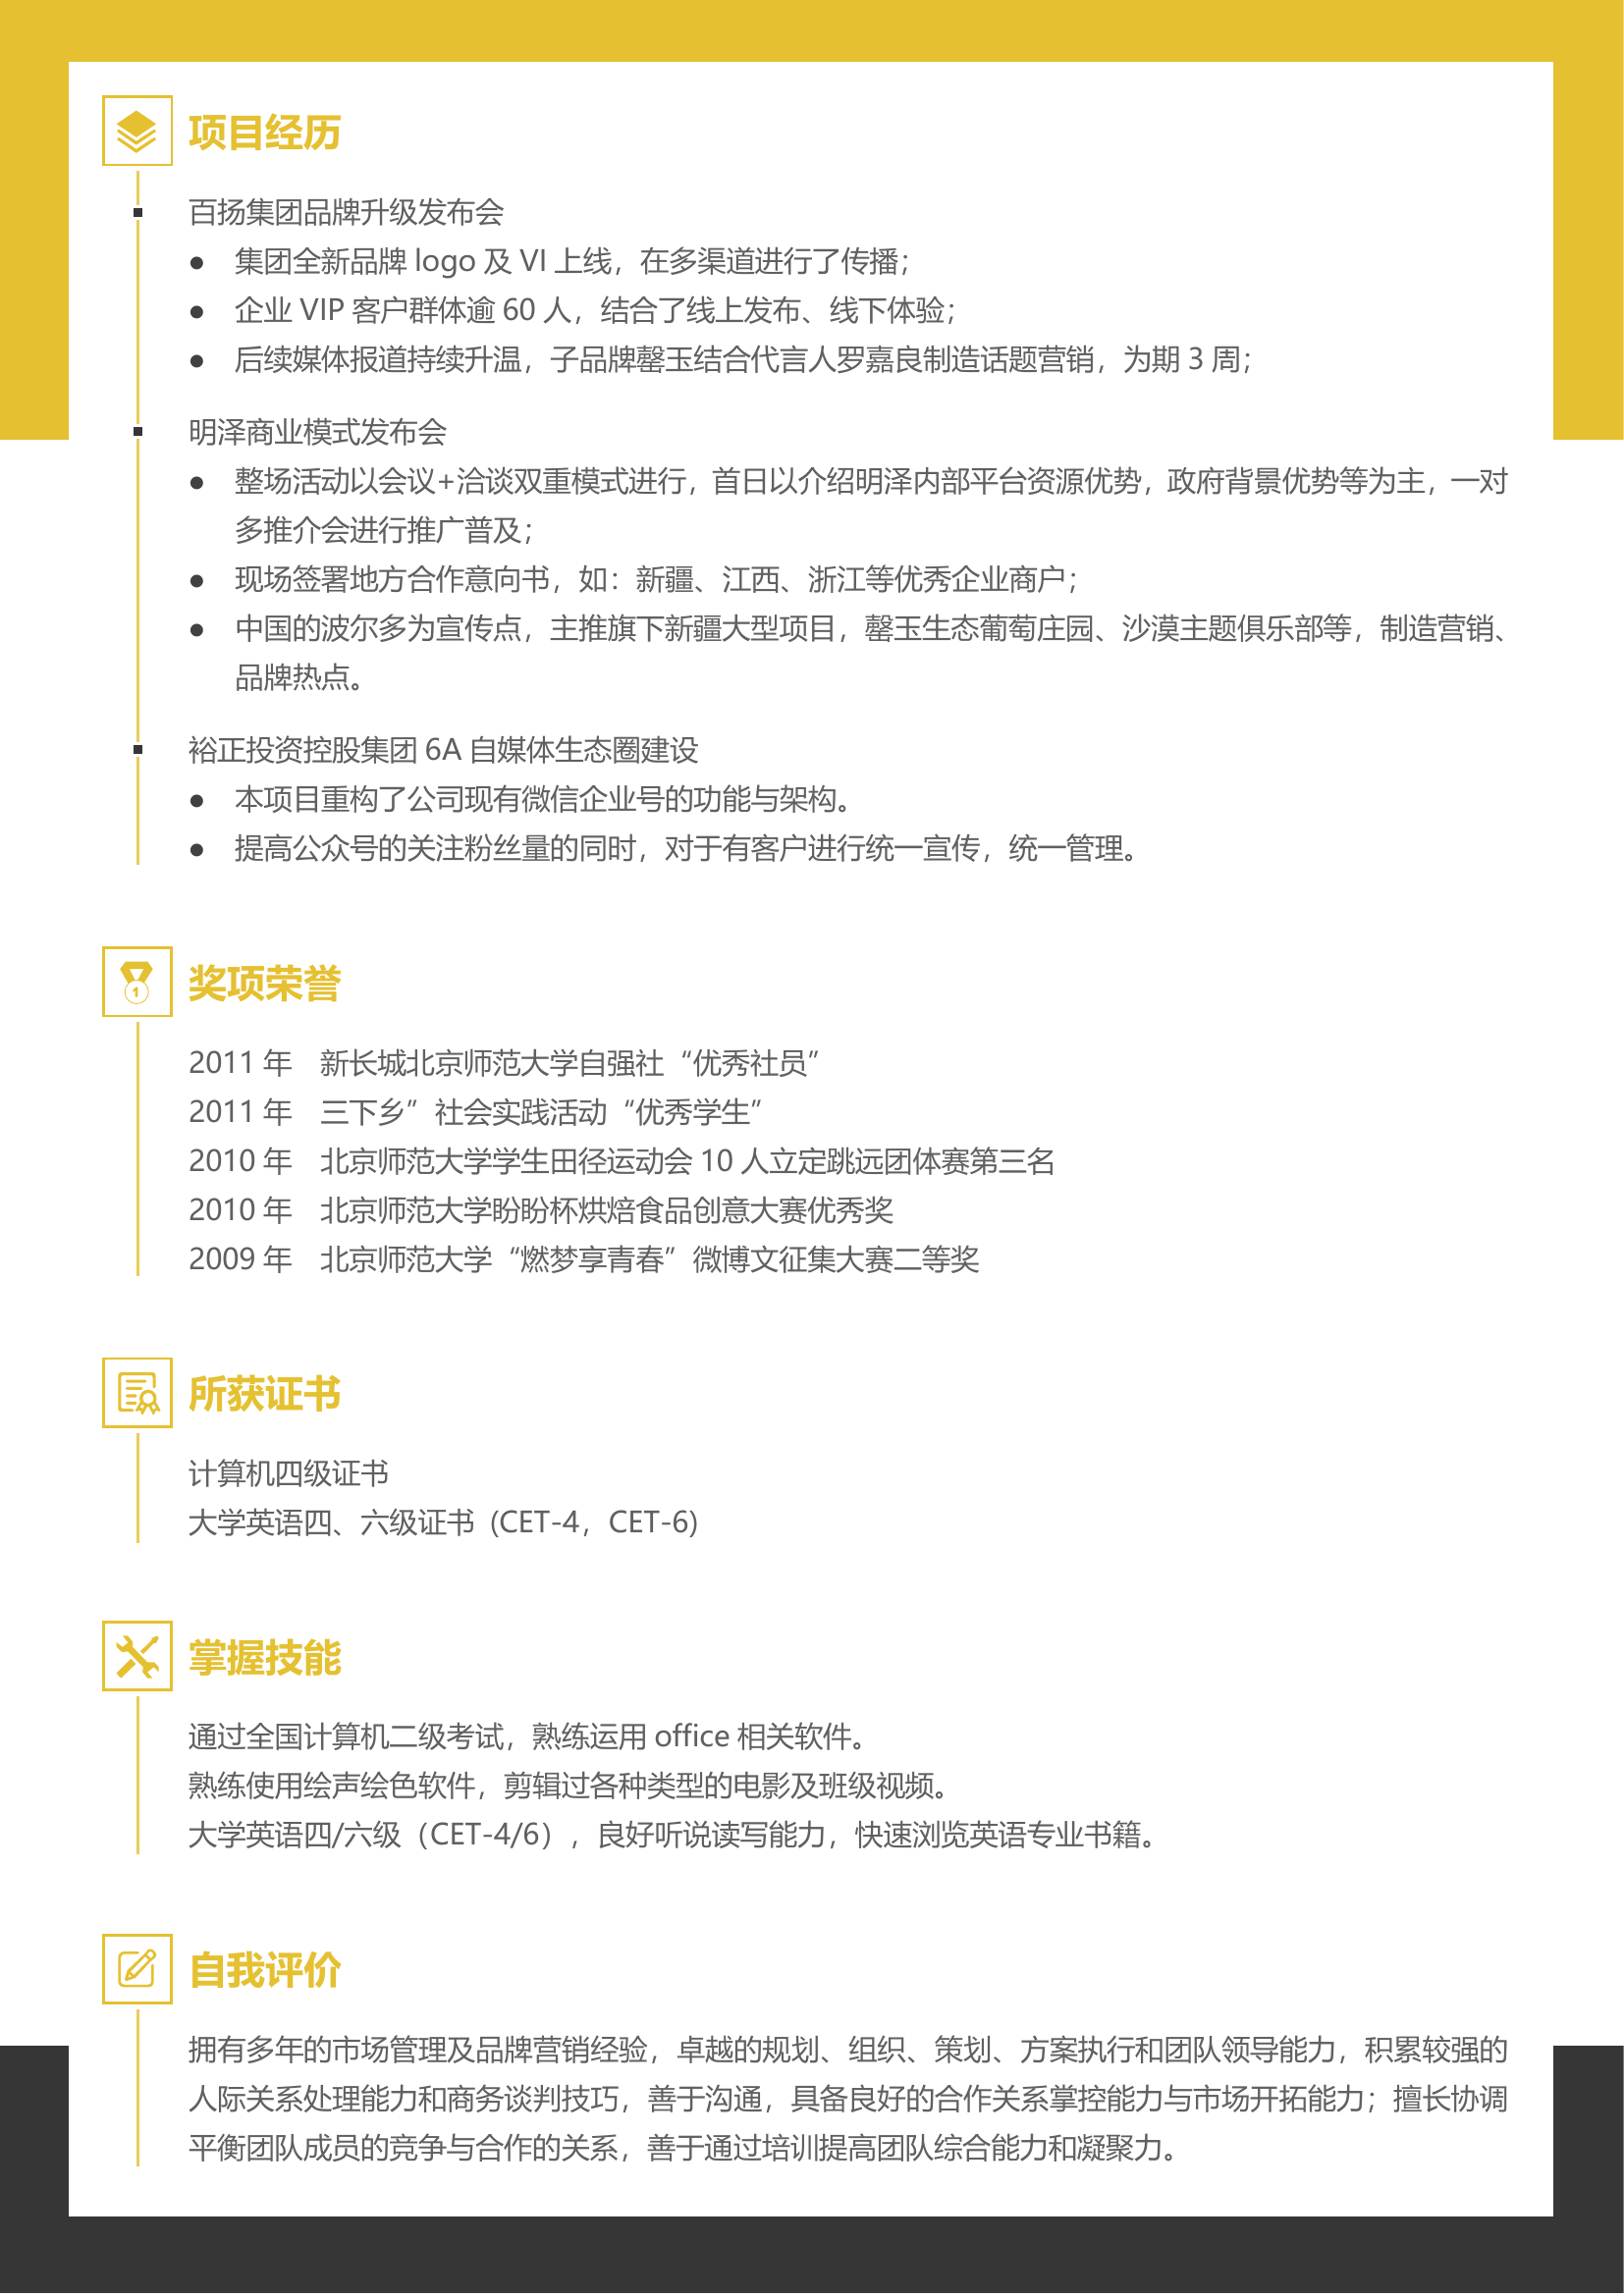 项目经历
百扬集团品牌升级发布会
● 集团全新品牌 logo 及 VI 上线，在多渠道进行了传播；
● 企业 VIP 客户群体逾 60 人，结合了线上发布、线下体验；
● 后续媒体报道持续升温，子品牌罄玉结合代言人罗嘉良制造话题营销，为期 3 周；
明泽商业模式发布会
● 整场活动以会议+洽谈双重模式进行，首日以介绍明泽内部平台资源优势，政府背景优势等为主，一对
多推介会进行推广普及；
● 现场签署地方合作意向书，如：新疆、江西、浙江等优秀企业商户；
● 中国的波尔多为宣传点，主推旗下新疆大型项目，罄玉生态葡萄庄园、沙漠主题俱乐部等，制造营销、
品牌热点。
裕正投资控股集团 6A 自媒体生态圈建设
● 本项目重构了公司现有微信企业号的功能与架构。
● 提高公众号的关注粉丝量的同时，对于有客户进行统一宣传，统一管理。
1
奖项荣誉
2011 年 新长城北京师范大学自强社“优秀社员”
2011 年 三下乡”社会实践活动“优秀学生”
2010 年 北京师范大学学生田径运动会 10 人立定跳远团体赛第三名
2010 年 北京师范大学盼盼杯烘焙食品创意大赛优秀奖
2009 年 北京师范大学“燃梦享青春”微博文征集大赛二等奖
所获证书
计算机四级证书
大学英语四、六级证书（CET-4，CET-6)
掌握技能
通过全国计算机二级考试，熟练运用 office 相关软件。
熟练使用绘声绘色软件，剪辑过各种类型的电影及班级视频。
大学英语四/六级（CET-4/6），良好听说读写能力，快速浏览英语专业书籍。
自我评价
拥有多年的市场管理及品牌营销经验，卓越的规划、组织、策划、方案执行和团队领导能力，积累较强的
人际关系处理能力和商务谈判技巧，善于沟通，具备良好的合作关系掌控能力与市场开拓能力；擅长协调
平衡团队成员的竞争与合作的关系，善于通过培训提高团队综合能力和凝聚力。